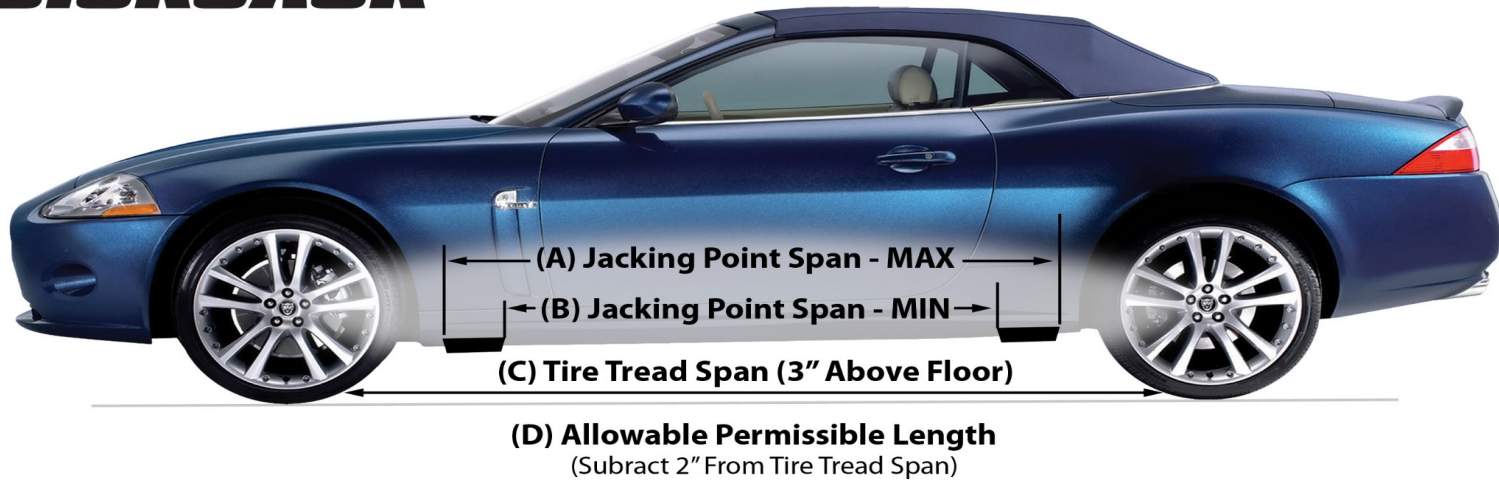 (A) Jacking Point Span - MAX
(B) Jacking Point Span - MIN
(C) Tire Tread Span (3” Above Floor)
(D) Allowable Permissible Length
(Subract 2” From Tire Tread Span)